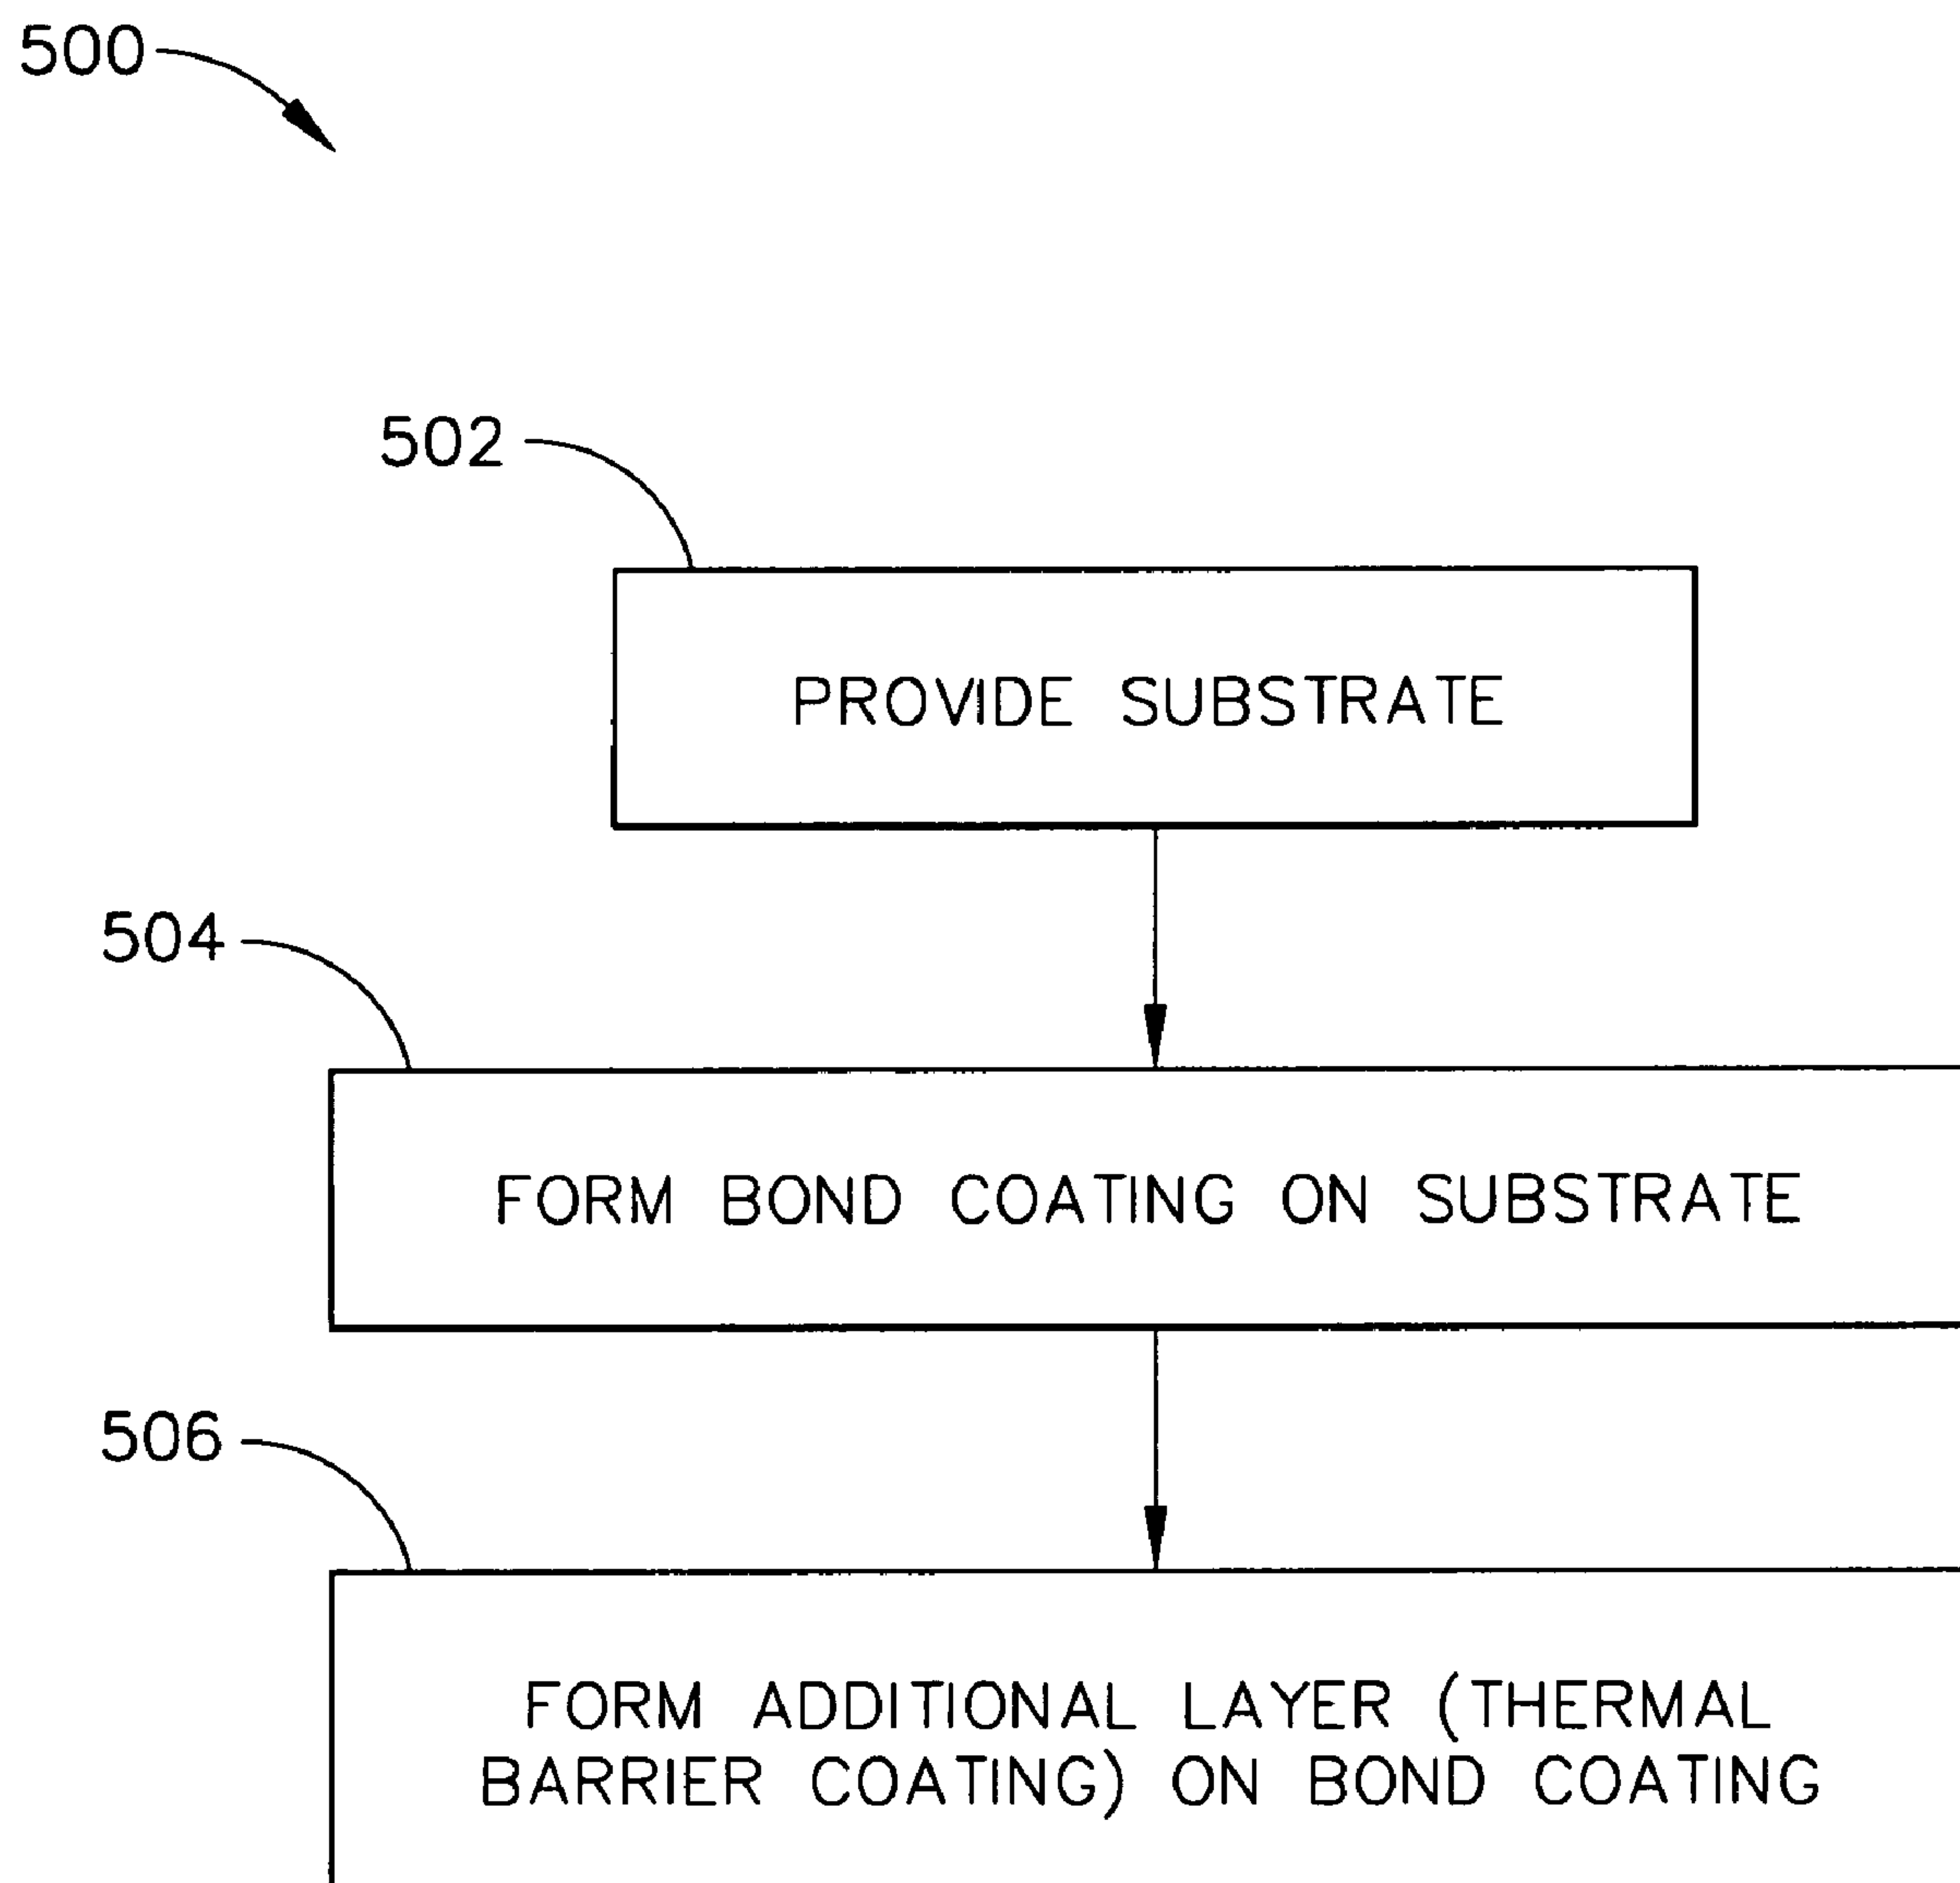 500
502
PROVIDE SUBSTRATE
504
FORM BOND COATING ON SUBSTRATE
506
FORM ADDITIONAL LAYER (THERMAL
BARRIER COATING) ON BOND COATING